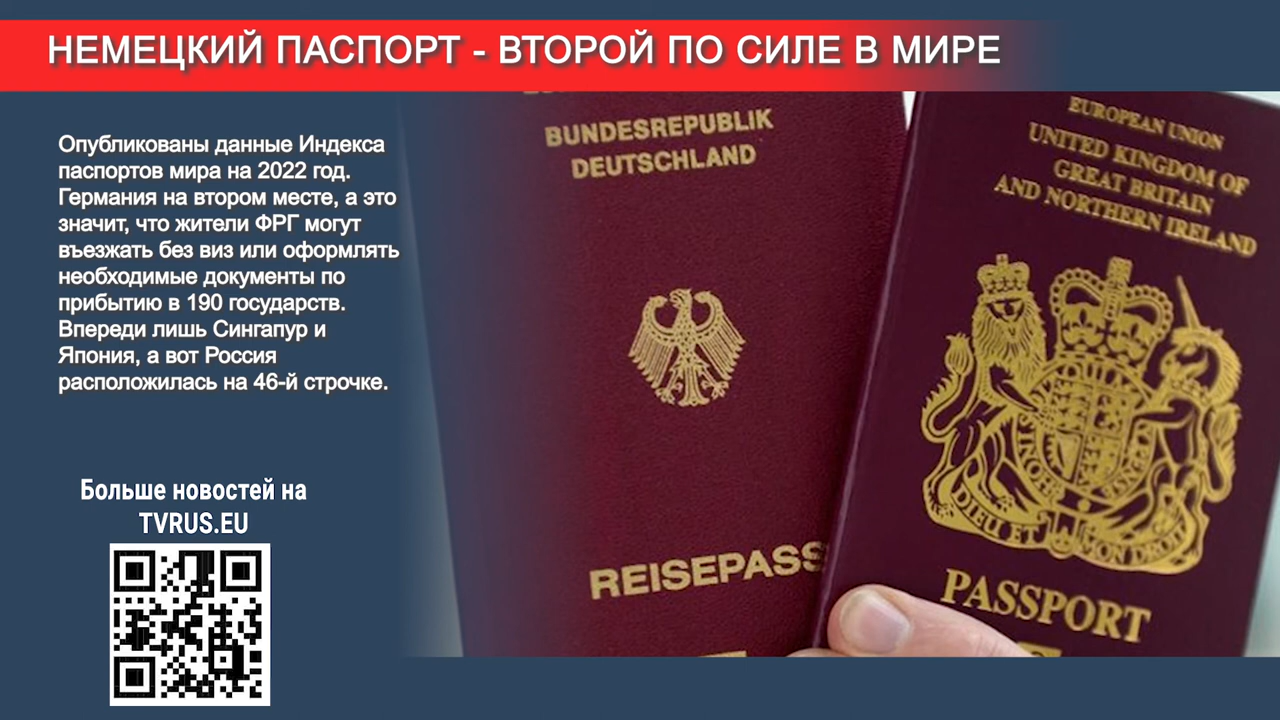 НЕМЕЦКИЙ ПАСПОРТ - ВТОРОЙ ПО СИЛЕ В МИРЕ
Опубликованы данные Индекса
паспортов мира на 2022 год.
Германия на втором месте, а это
значит, что жители ФРГ могут
въезжать без виз или оформлять
необходимые документы по
прибытию в 190 государств.
Впереди лишь Сингапур и
Япония, а вот Россия
расположилась на 46-й строчке.
Больше новостей на
TVRUS.EU
BUNDESREPUBLIK
DEUTSCHLAND
REISEPASS
EUROPEAN UNION
UNITED KINGDOM OF
GREAT BRITAIN
AND NORTHERN IRELAND
DIEU ET MON DROIT
PASSPORT